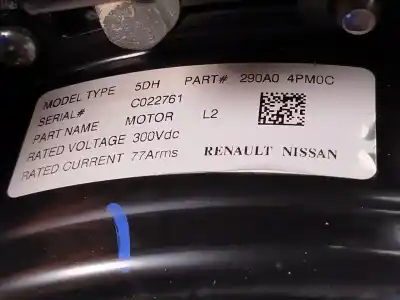 MODEL TYPE 5DH PART# 290A0 4PM0C
SERIAL# C022761
PART NAME MOTOR L2
RATED VOLTAGE 300Vdc
RATED CURRENT 77Arms RENAULT NISSAN